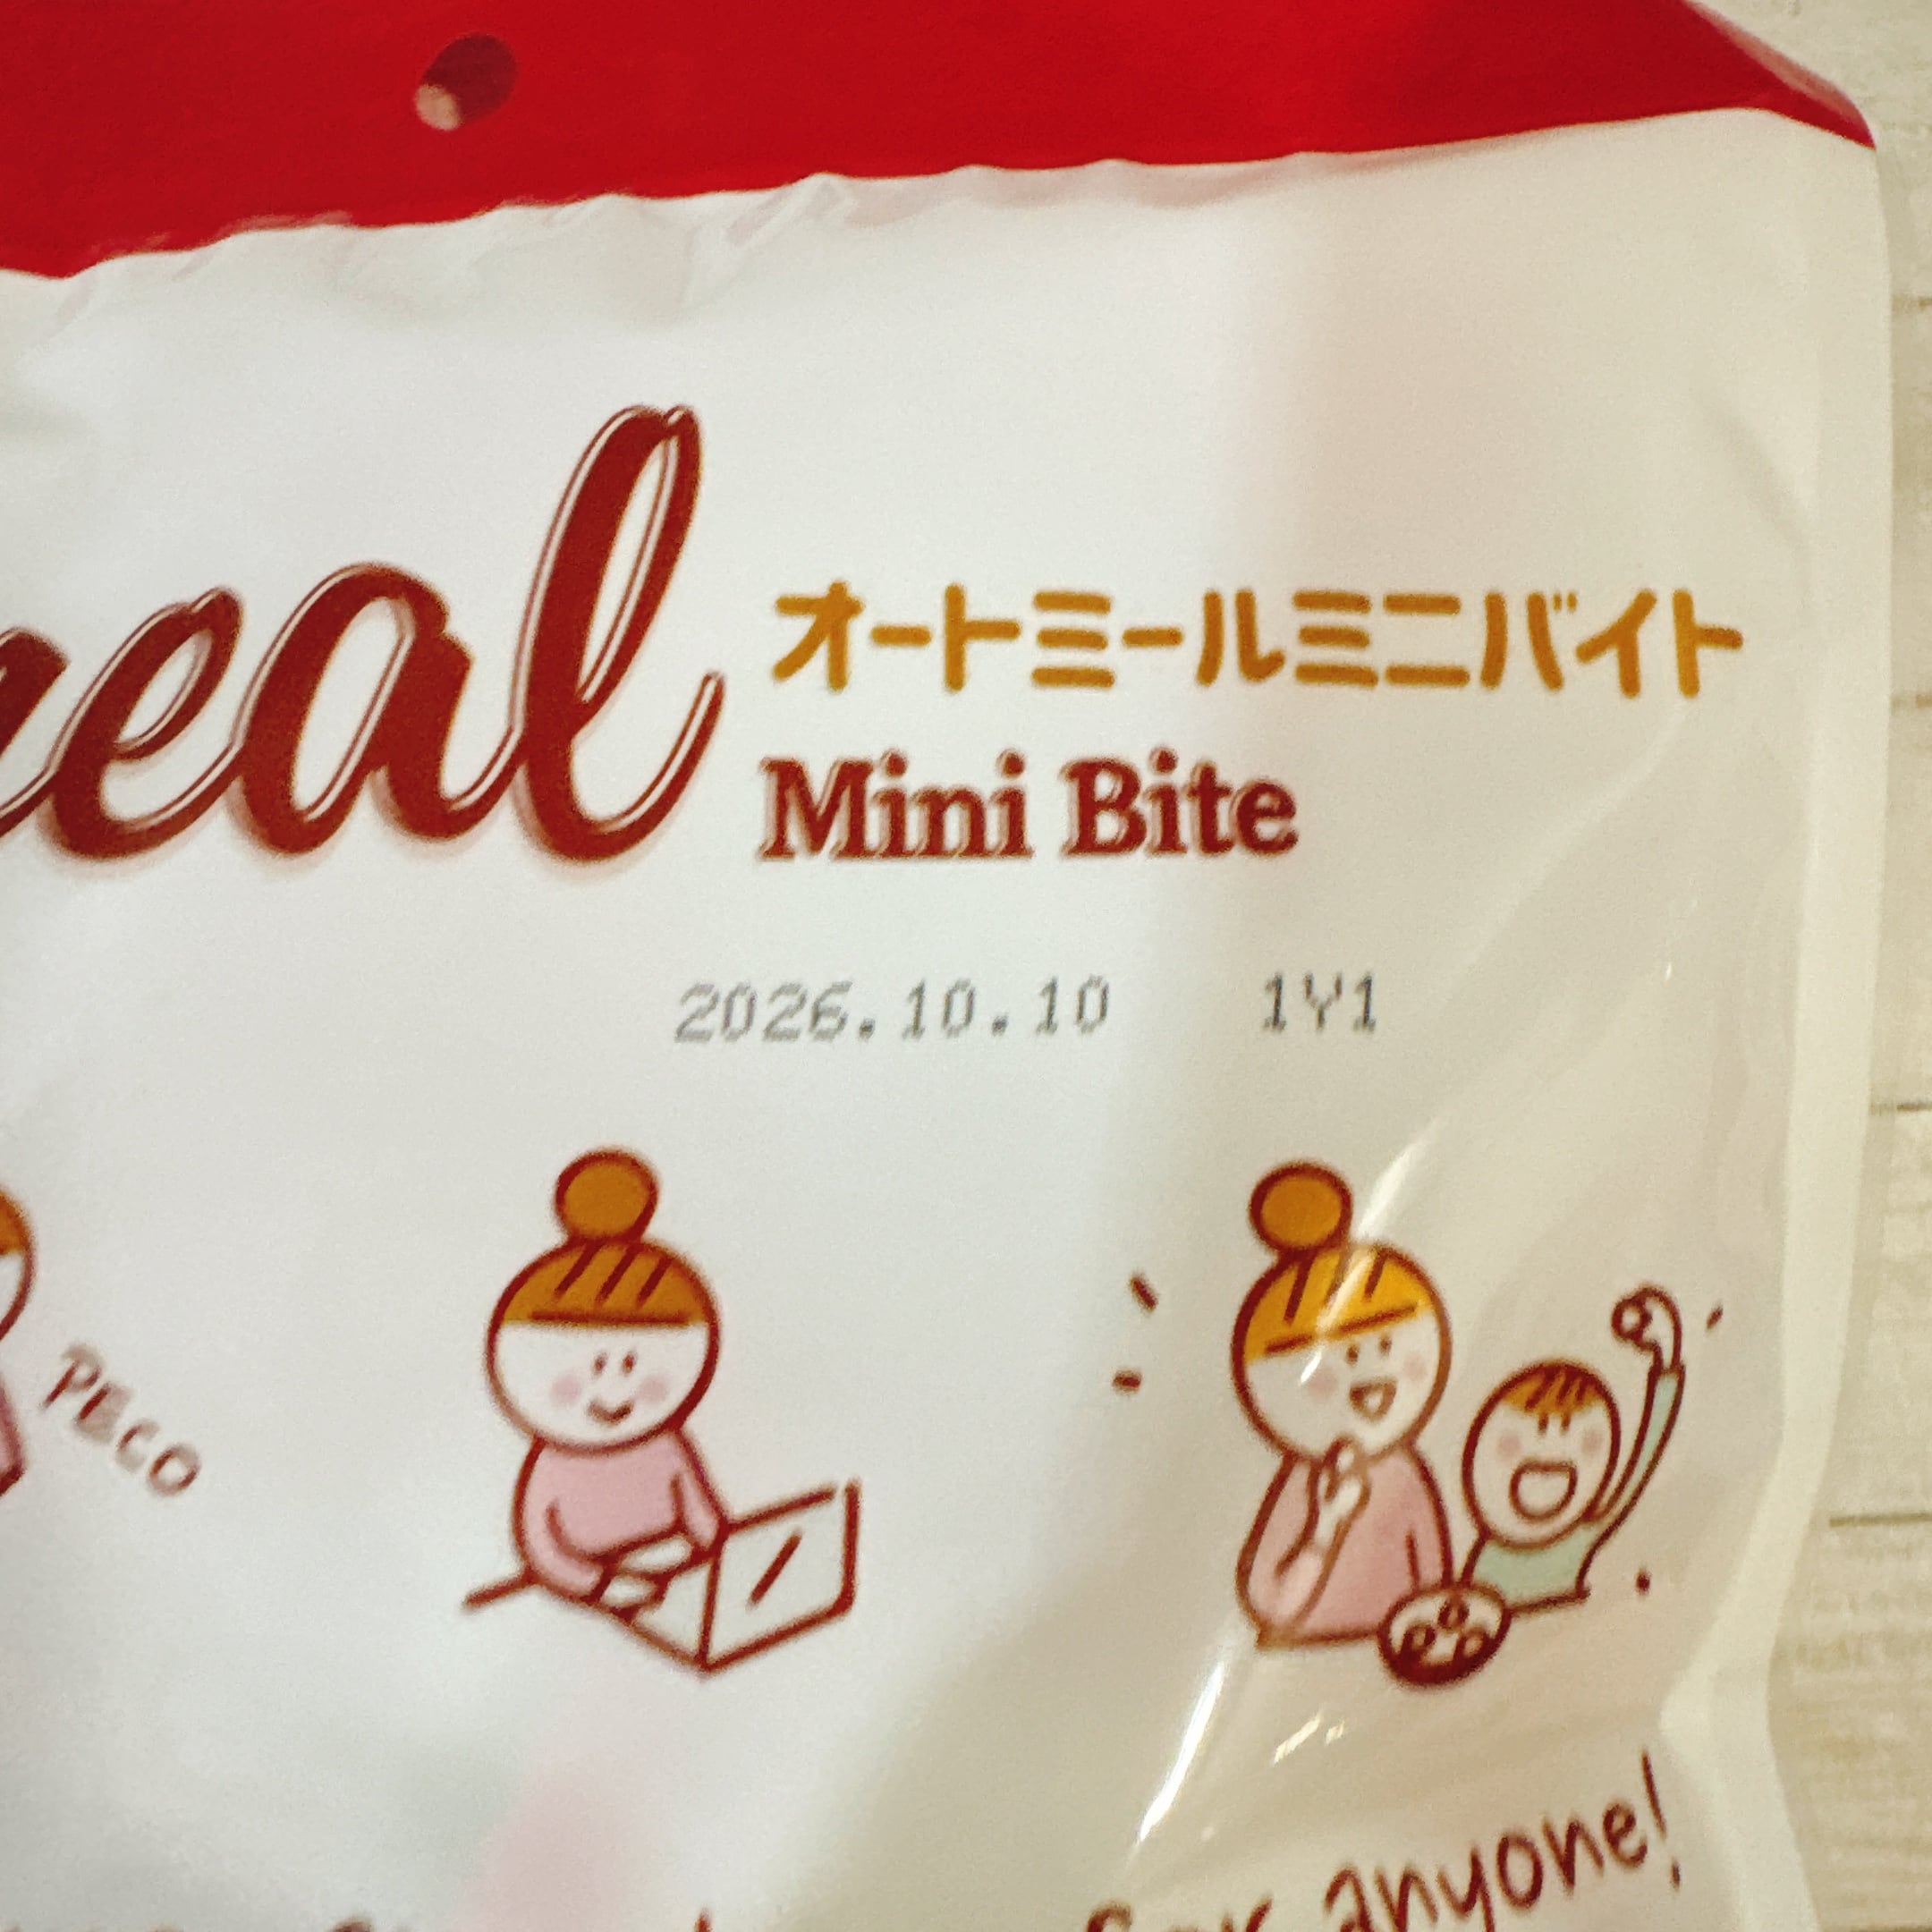 オートミールミニバイト
Mini Bite
2026.10.10 1Y1
PECO
anyone!